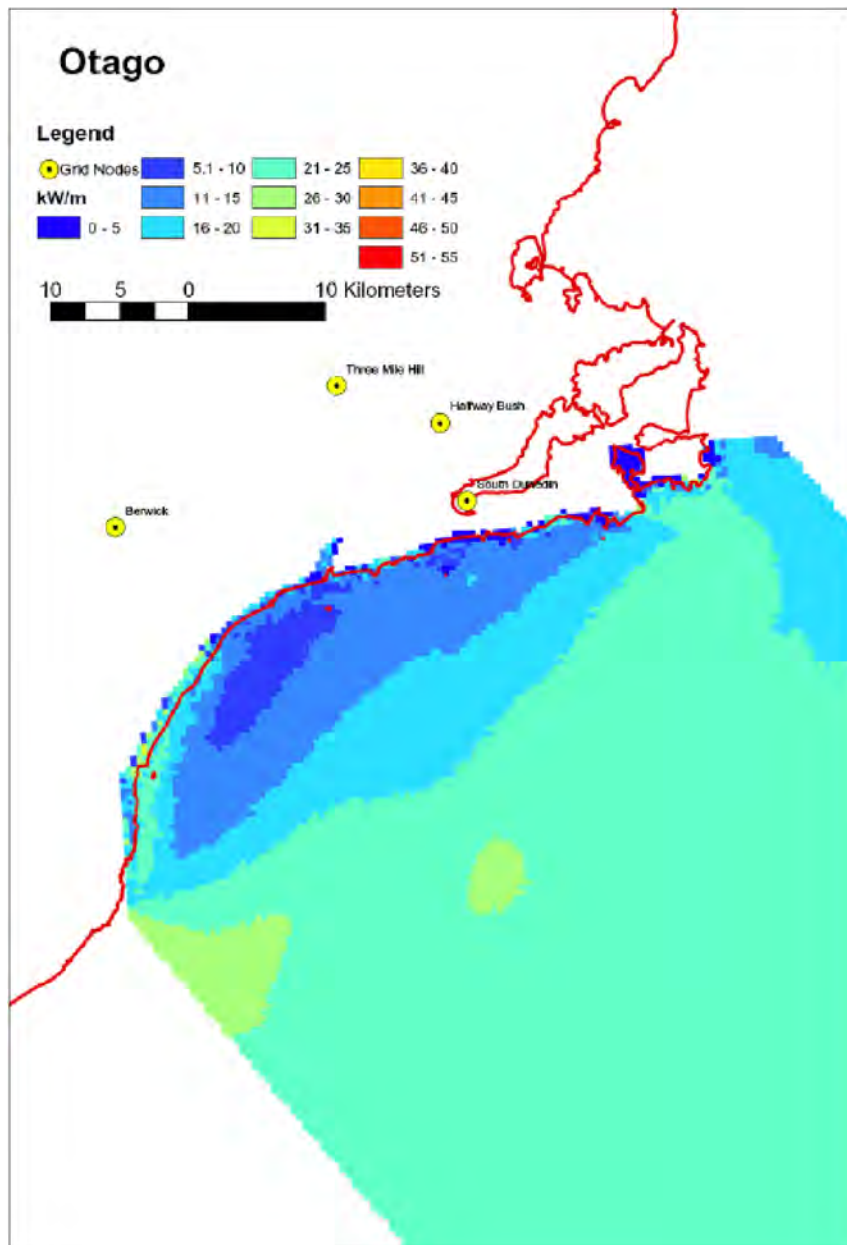 Otago
Legend
Grid Nodes
kW/m
0 - 5
5.1 - 10
11 - 15
16 - 20
21 - 25
26 - 30
31 - 35
36 - 40
41 - 45
46 - 50
51 - 55
10 5 0 10 Kilometers
Three Mile Hill
Halfway Bush
South Dunedin
Berwick